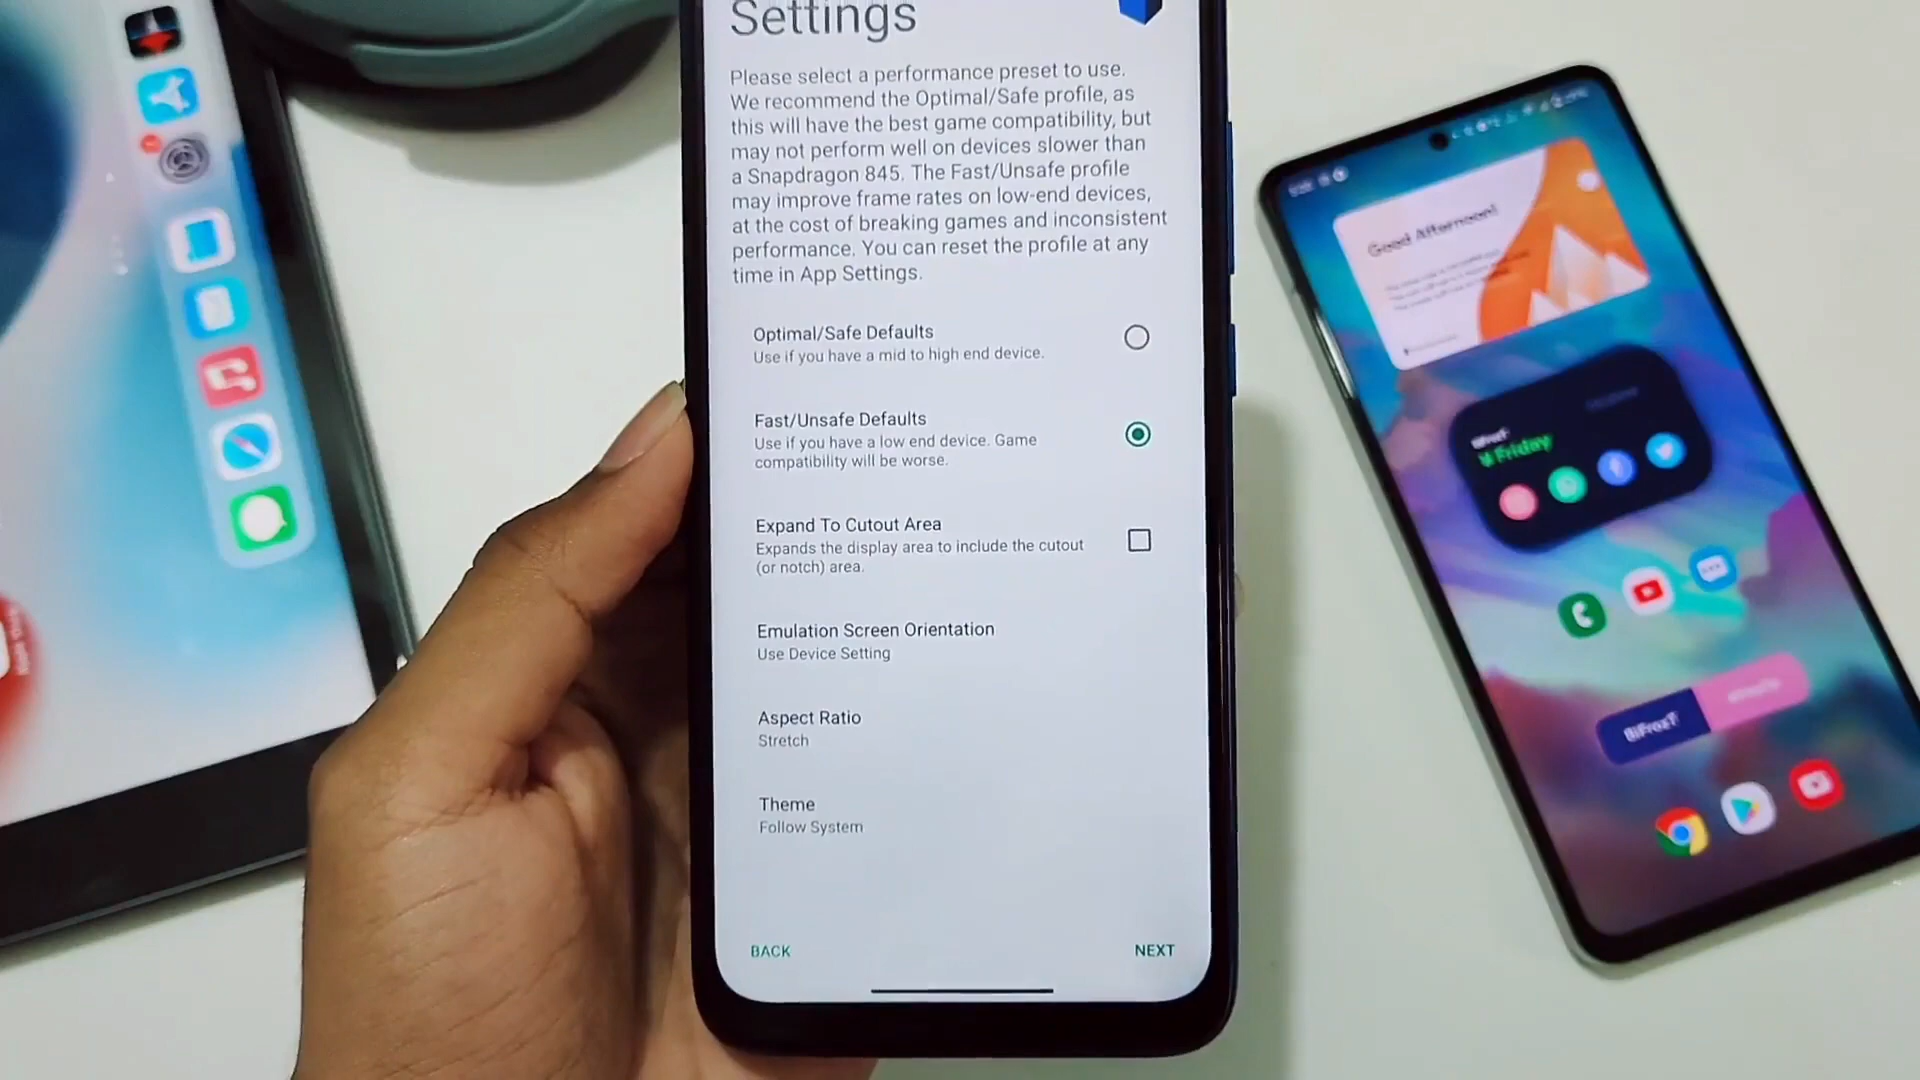 Settings
Please select a performance preset to use.
We recommend the Optimal/Safe profile, as
this will have the best game compatibility, but
may not perform well on devices slower than
a Snapdragon 845. The Fast/Unsafe profile
may improve frame rates on low-end devices,
at the cost of breaking games and inconsistent
performance. You can reset the profile at any
time in App Settings.
Optimal/Safe Defaults
Use if you have a mid to high end device.
Fast/Unsafe Defaults
Use if you have a low end device. Game
compatibility will be worse.
Expand To Cutout Area
Expands the display area to include the cutout
(or notch) area.
Emulation Screen Orientation
Use Device Setting
Aspect Ratio
Stretch
Theme
Follow System
BACK
NEXT
Good Afternoon!
Friday
BiFrosT